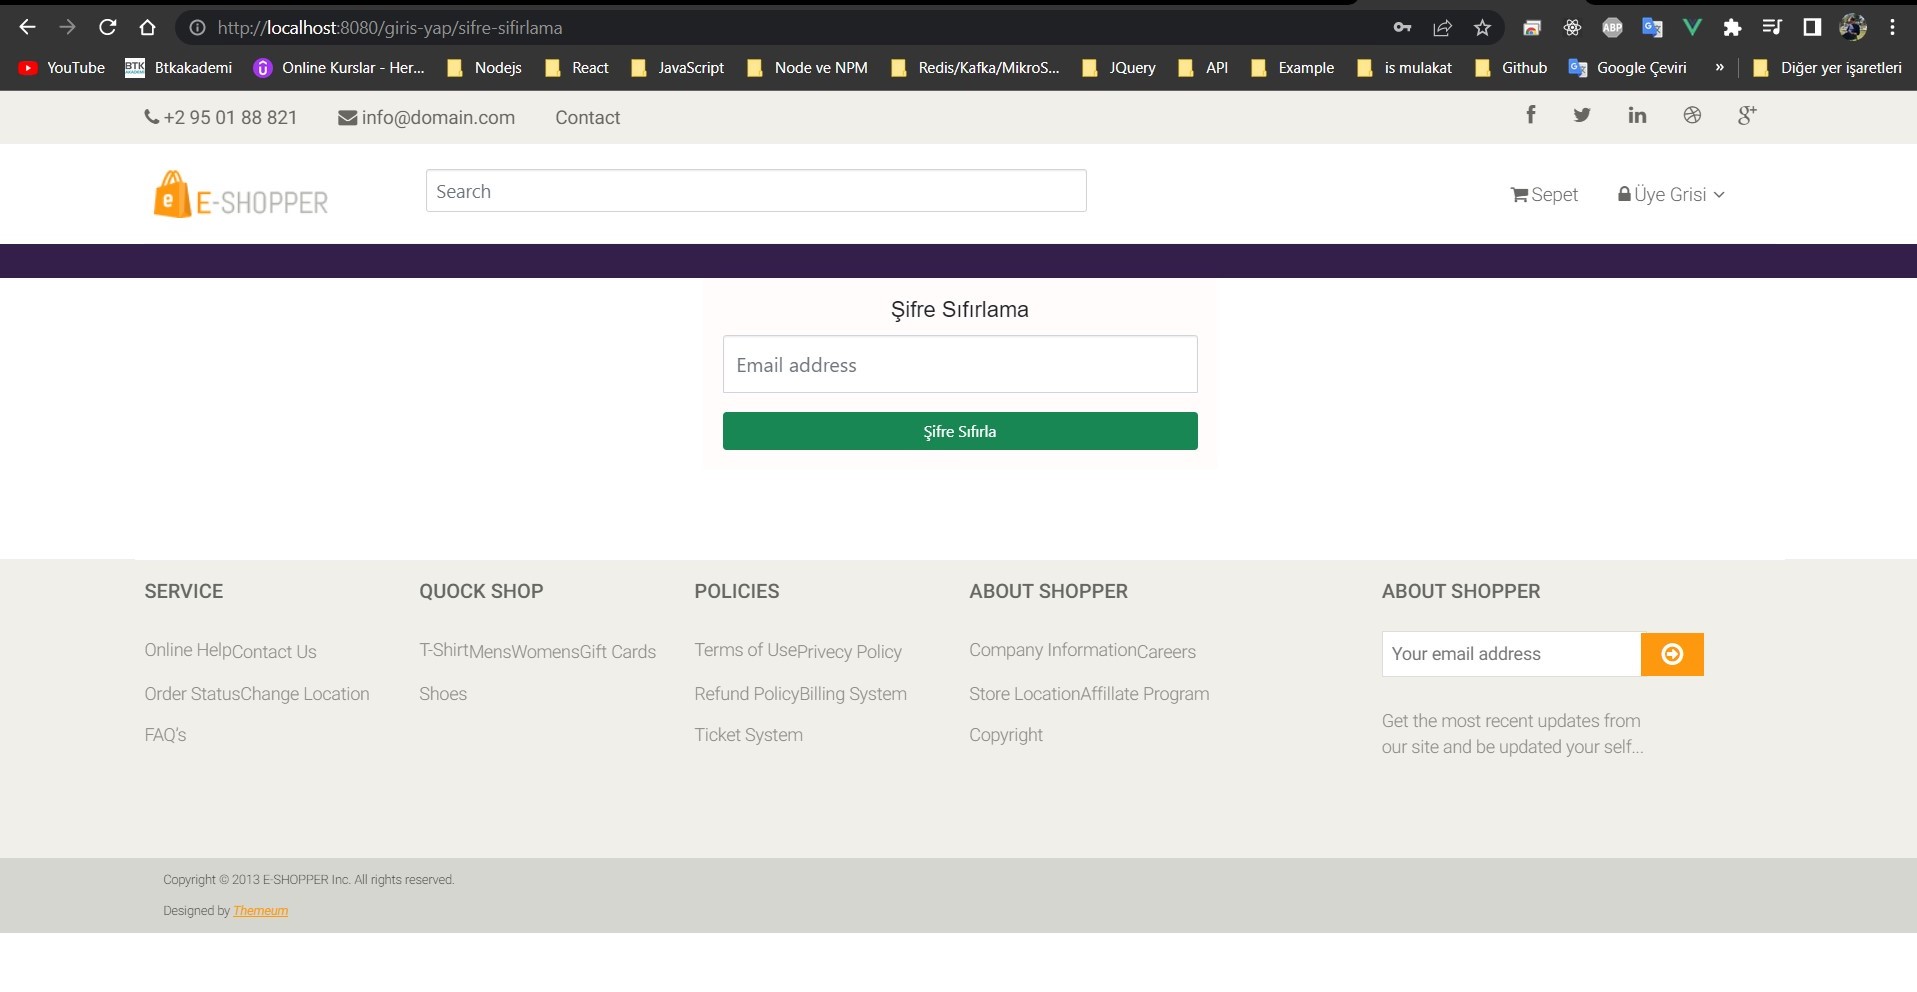 http://localhost:8080/giris-yap/sifre-sifirlama
YouTube BTK Btkakademi Online Kurslar - Her... Nodejs React JavaScript Node ve NPM Redis/Kafka/MikroS... JQuery API Example is mulakat Github Google Çeviri » Diğer yer işaretleri
+2 95 01 88 821 info@domain.com Contact
E-SHOPPER Search Sepet Üye Grisi
Şifre Sıfırlama
Email address
Şifre Sıfırla
SERVICE QUOCK SHOP POLICIES ABOUT SHOPPER ABOUT SHOPPER
Online HelpContact Us T-ShirtMensWomensGift Cards Terms of UsePrivecy Policy Company InformationCareers Your email address
Order StatusChange Location Shoes Refund PolicyBilling System Store LocationAffillate Program
FAQ's Ticket System Copyright
Get the most recent updates from
our site and be updated your self...
Copyright © 2013 E-SHOPPER Inc. All rights reserved.
Designed by Themeum